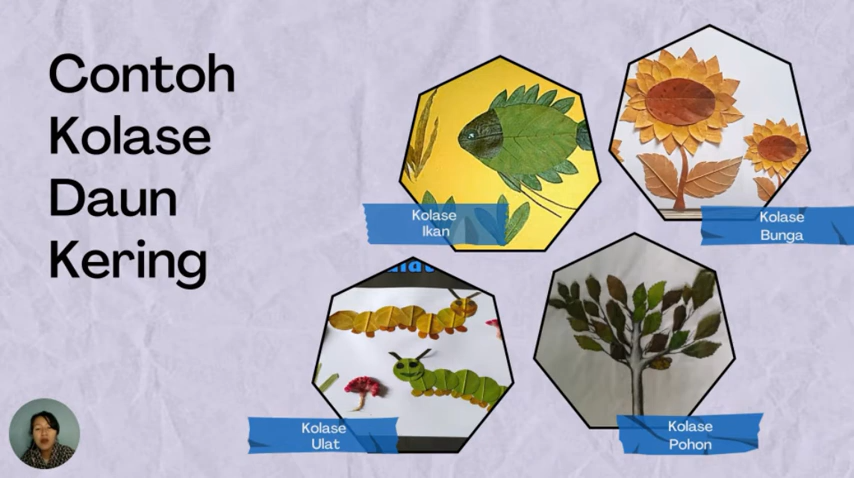 Contoh
Kolase
Daun
Kering
Kolase
Ikan
Kolase
Bunga
Kolase
Ulat
Kolase
Pohon